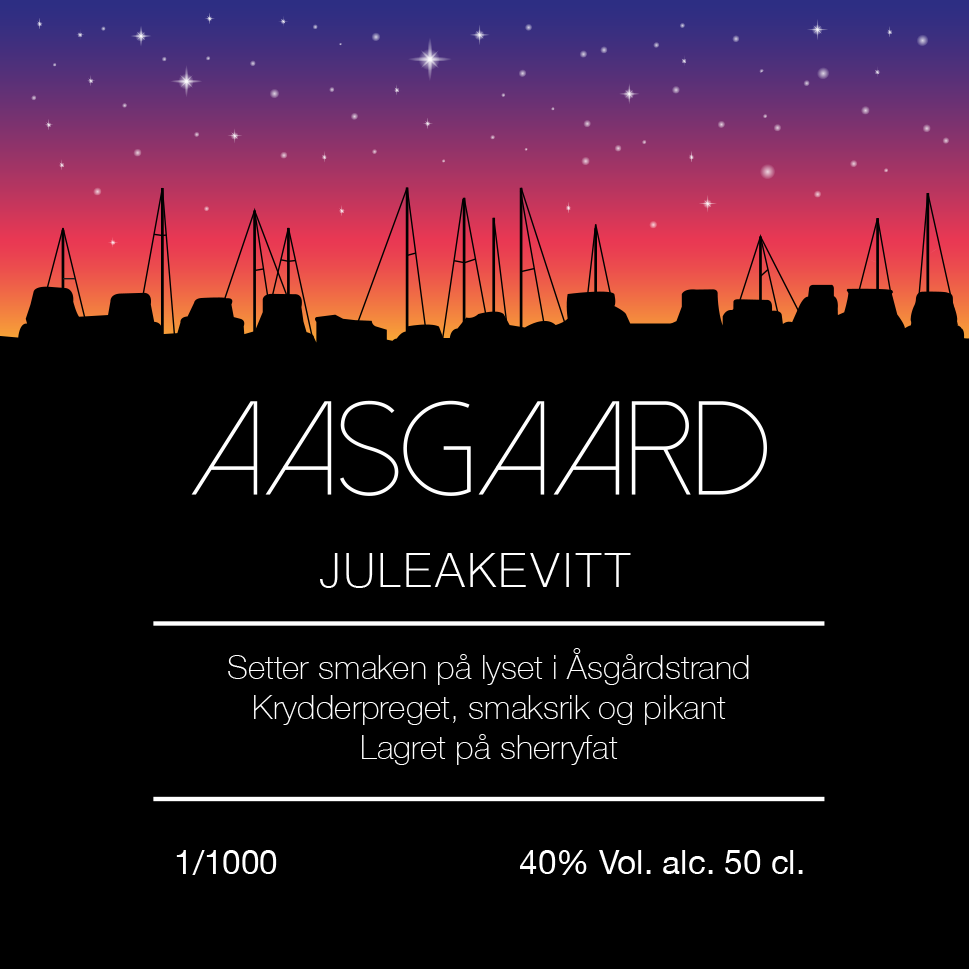 AASGAARD
JULEAKEVITT
Setter smaken på lyset i Åsgårdstrand
Krydderpreget, smaksrik og pikant
Lagret på sherryfat
1/1000 40% Vol. alc. 50 cl.